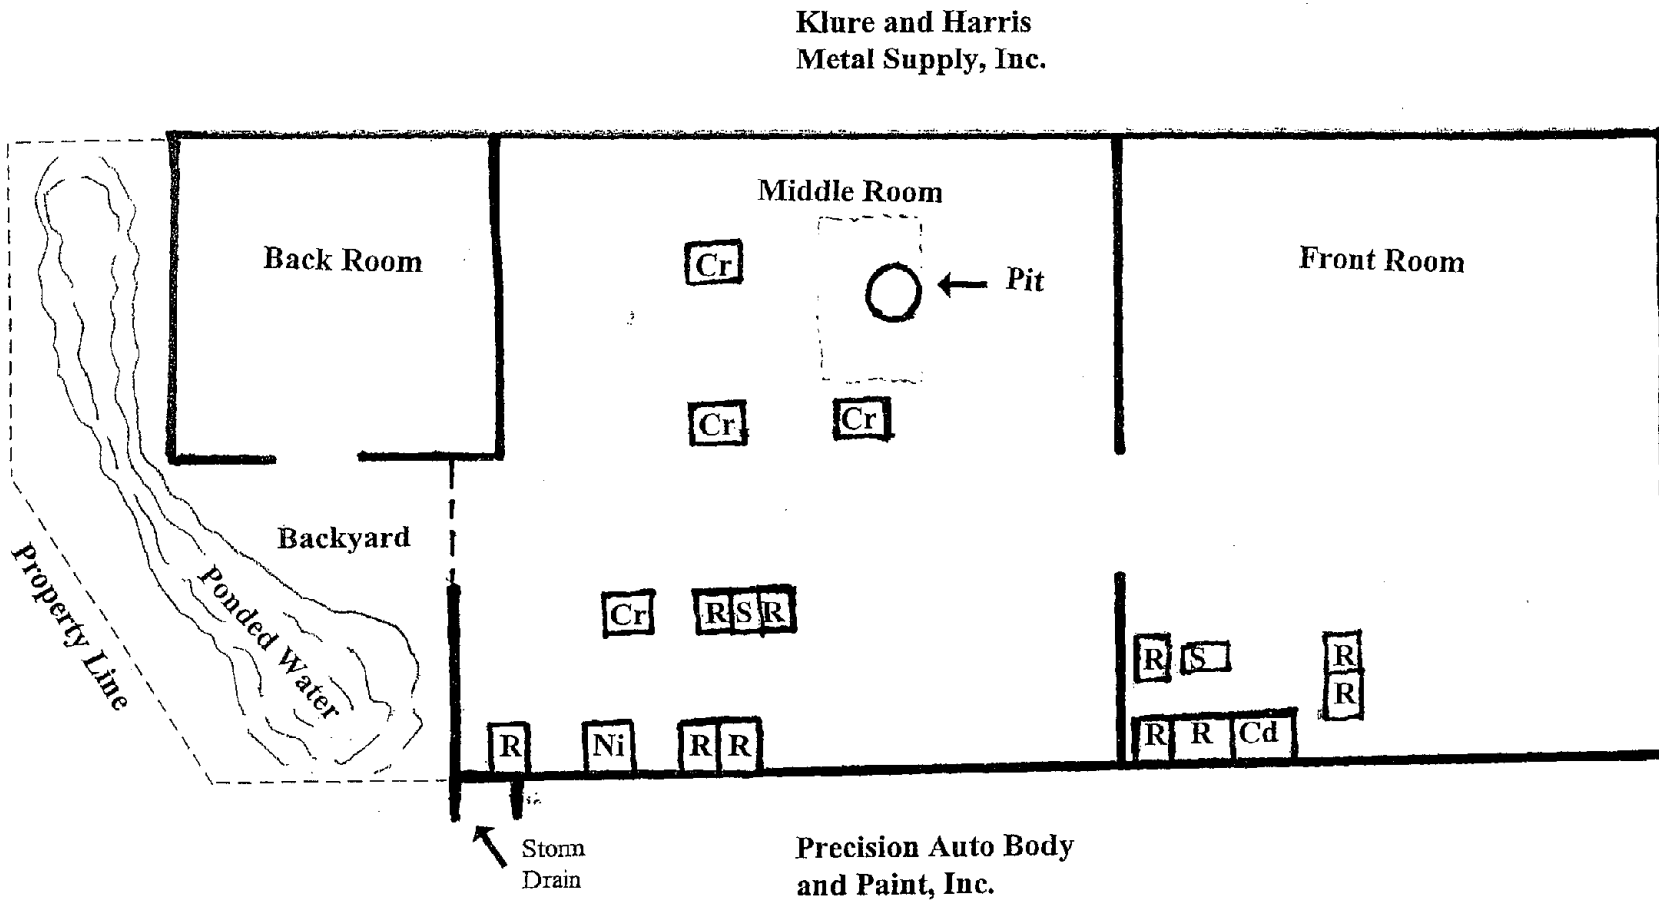 Klure and Harris
Metal Supply, Inc.
Middle Room
Back Room
Front Room
Cr
Pit
Cr
Cr
Backyard
Property Line
Ponded Water
Cr
R S R
R S
R
R
R
Ni
R R
R R Cd
Storm
Drain
Precision Auto Body
and Paint, Inc.